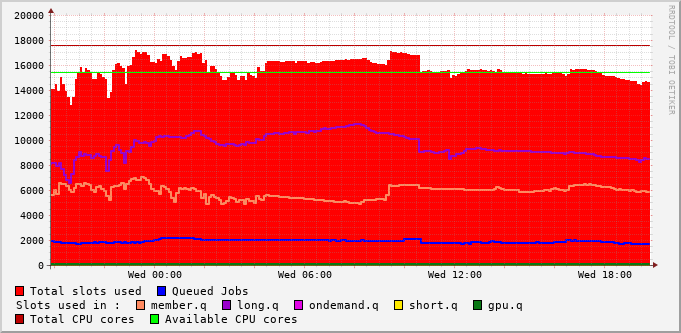 20000
18000
16000
14000
12000
10000
8000
6000
4000
2000
0
Wed 00:00 Wed 06:00 Wed 12:00 Wed 18:00
RRDTOOL / TOBI OETIKER
Total slots used Queued Jobs
Slots used in : member.q long.q ondemand.q short.q gpu.q
Total CPU cores Available CPU cores